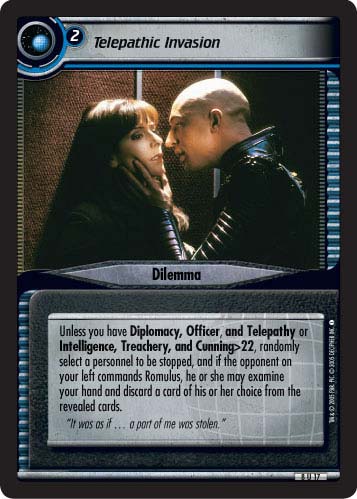 2
Telepathic Invasion
Dilemma
Unless you have Diplomacy, Officer, and Telepathy or
Intelligence, Treachery, and Cunning>22, randomly
select a personnel to be stopped, and if the opponent on
your left commands Romulus, he or she may examine
your hand and discard a card of his or her choice from the
revealed cards.
"It was as if … a part of me was stolen."
8 U 17